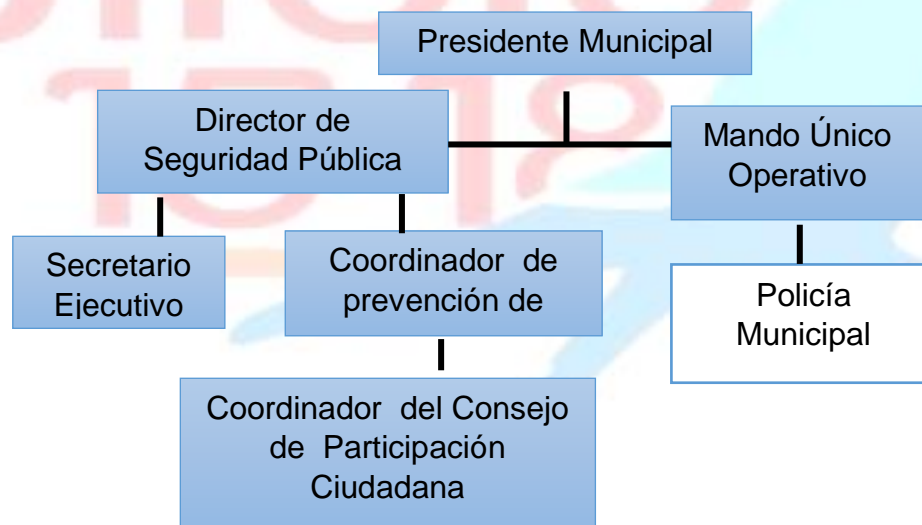 Presidente Municipal
Director de
Seguridad Pública
Mando Único
Operativo
Secretario
Ejecutivo
Coordinador de
prevención de
Policía
Municipal
Coordinador del Consejo
de Participación
Ciudadana